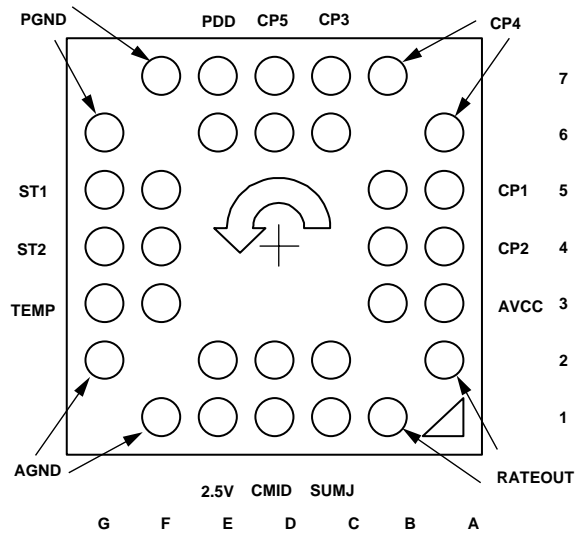 PGND PDD CP5 CP3 CP4
7
6
ST1 CP1 5
ST2 CP2 4
TEMP AVCC 3
2
1
AGND RATEOUT
2.5V CMID SUMJ
G F E D C B A